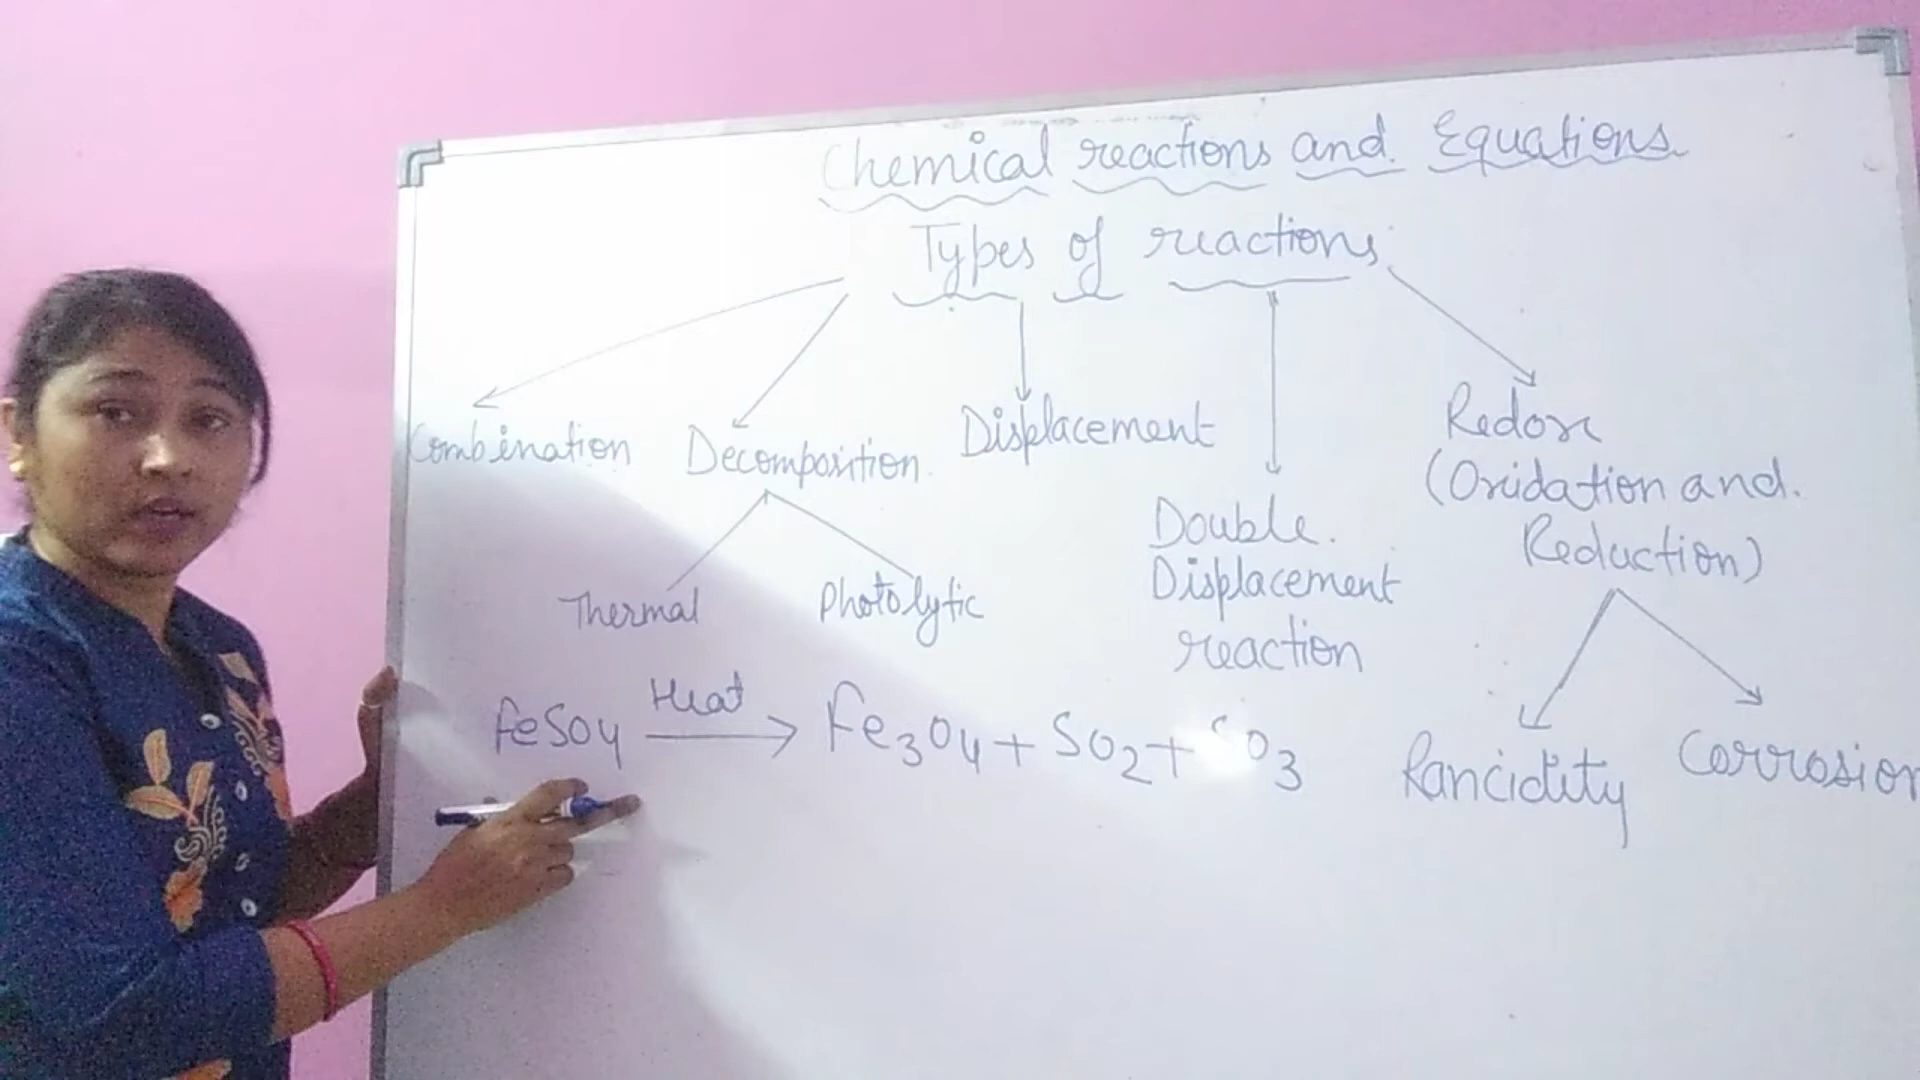 Chemical reactions and Equations
Types of reactions
Combination
Decomposition
Displacement
Redox
(Oxidation and
Reduction)
Double
Displacement
reaction
Thermal
Photolytic
FeSO4 Heat → Fe3O4 + SO2 + SO3
Rancidity
Corrosion